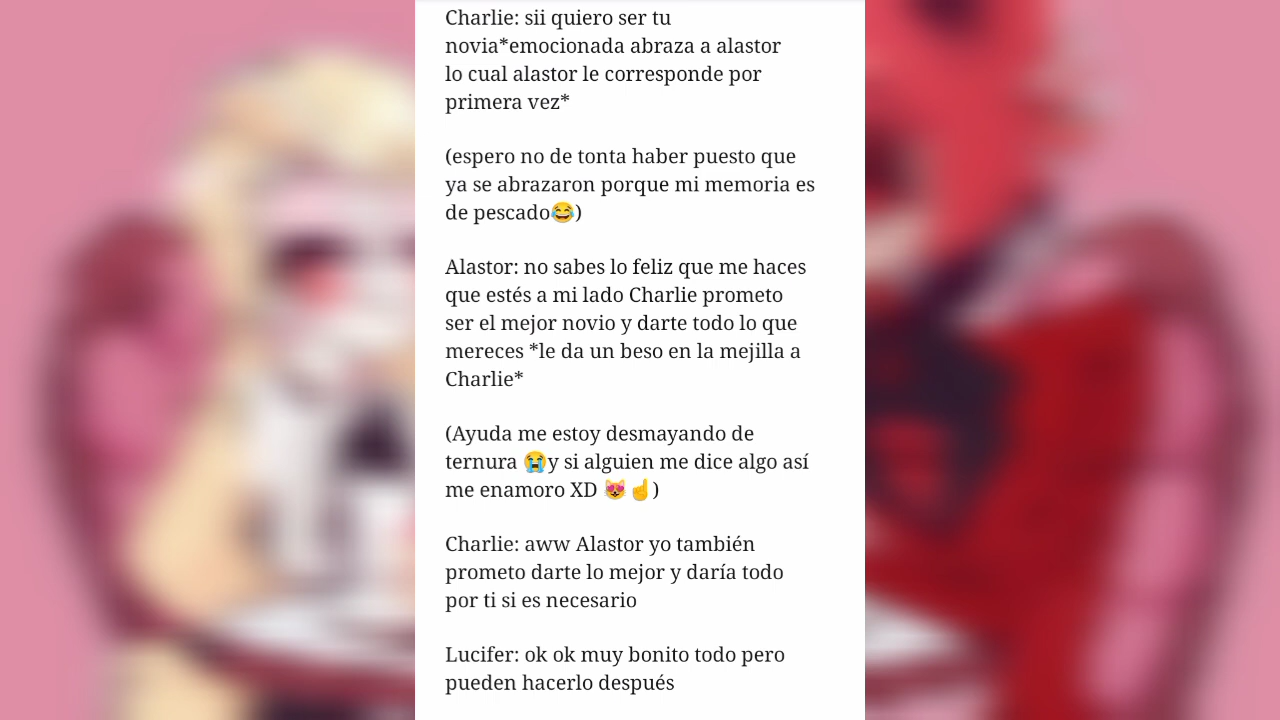 Charlie: sii quiero ser tu
novia*emocionada abraza a alastor
lo cual alastor le corresponde por
primera vez*
(espero no de tonta haber puesto que
ya se abrazaron porque mi memoria es
de pescado😂)
Alastor: no sabes lo feliz que me haces
que estés a mi lado Charlie prometo
ser el mejor novio y darte todo lo que
mereces *le da un beso en la mejilla a
Charlie*
(Ayuda me estoy desmayando de
ternura 😭y si alguien me dice algo así
me enamoro XD 😻☝️)
Charlie: aww Alastor yo también
prometo darte lo mejor y daría todo
por ti si es necesario
Lucifer: ok ok muy bonito todo pero
pueden hacerlo después